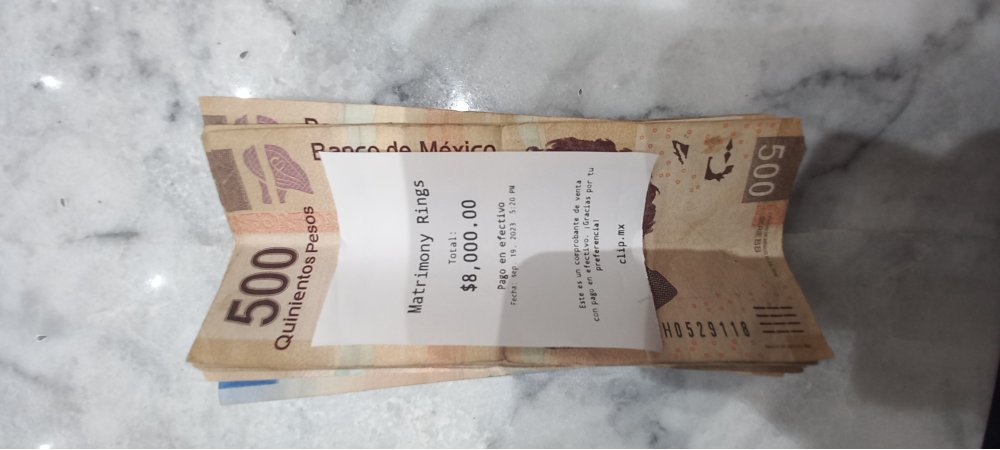 Banco de México
500
Quinientos Pesos
500
H0529118
Matrimony Rings
Total:
$8,000.00
Pago en efectivo
Fecha: sep. 19, 2023 5:20 PM
Este es un comprobante de venta
con pago en efectivo. ¡Gracias por tu
preferencia!
clip.mx